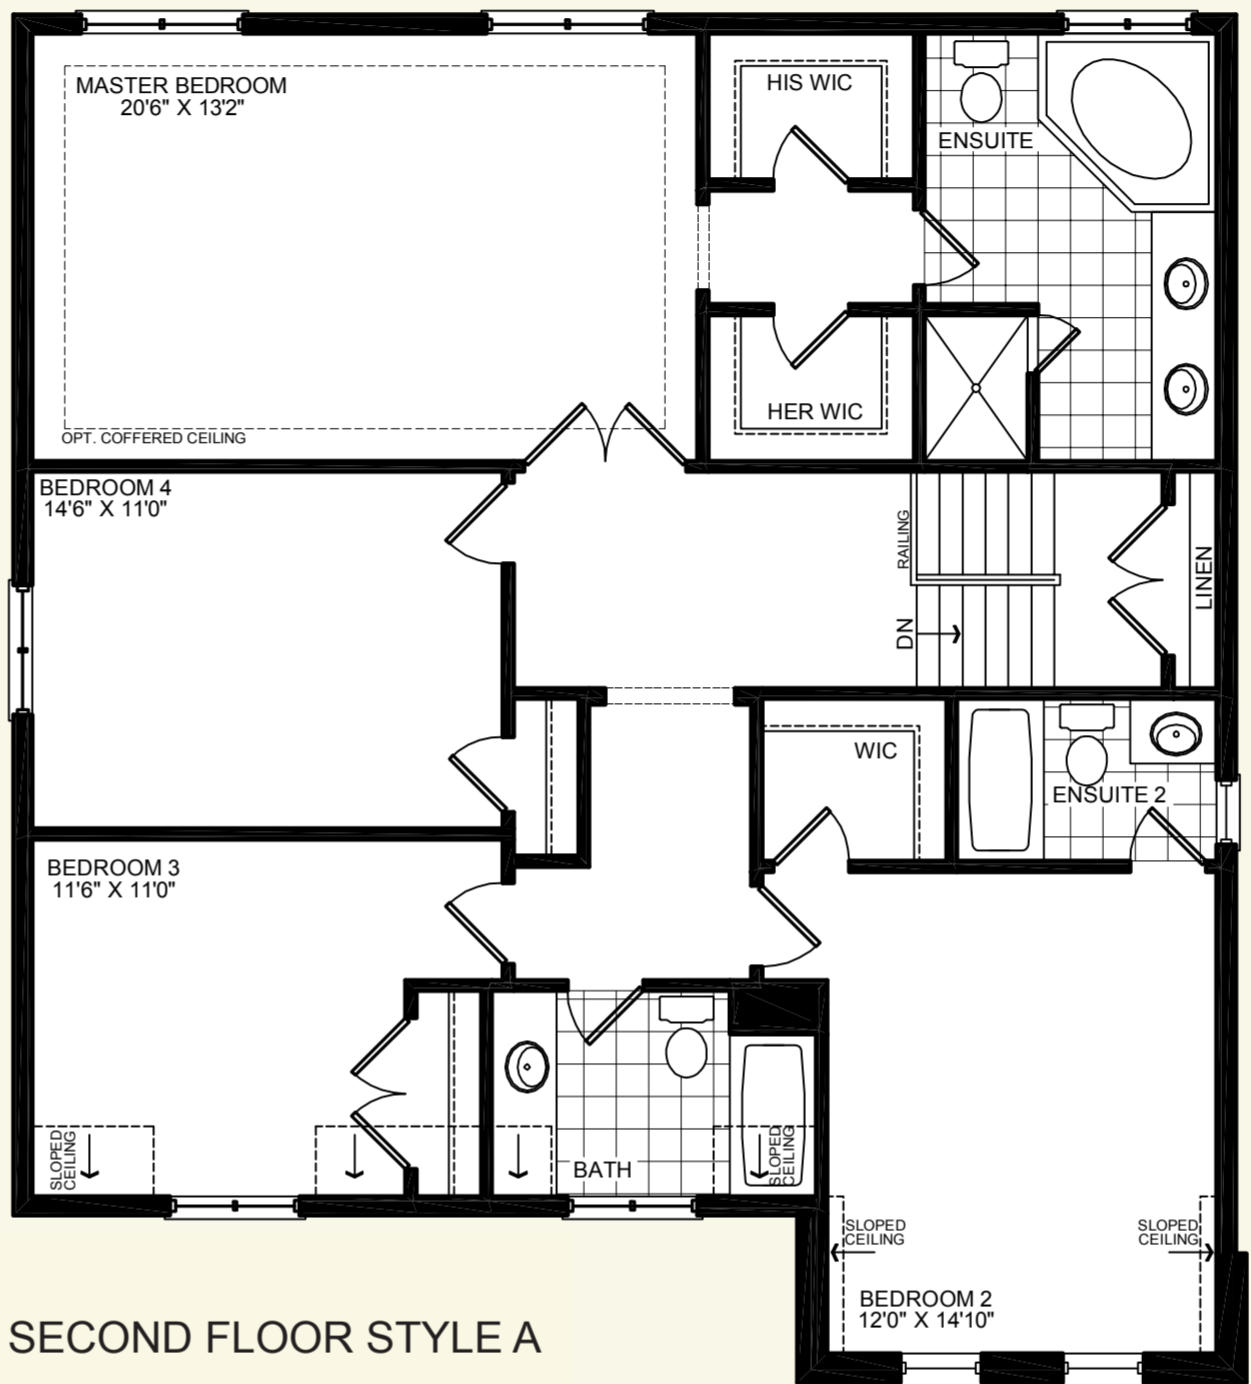 MASTER BEDROOM
20'6" X 13'2"
HIS WIC
ENSUITE
HER WIC
OPT. COFFERED CEILING
BEDROOM 4
14'6" X 11'0"
RAILING
DN
LINEN
WIC
ENSUITE 2
BEDROOM 3
11'6" X 11'0"
SLOPED
CEILING
BATH
SLOPED
CEILING
SLOPED
CEILING
SLOPED
CEILING
BEDROOM 2
12'0" X 14'10"
SECOND FLOOR STYLE A